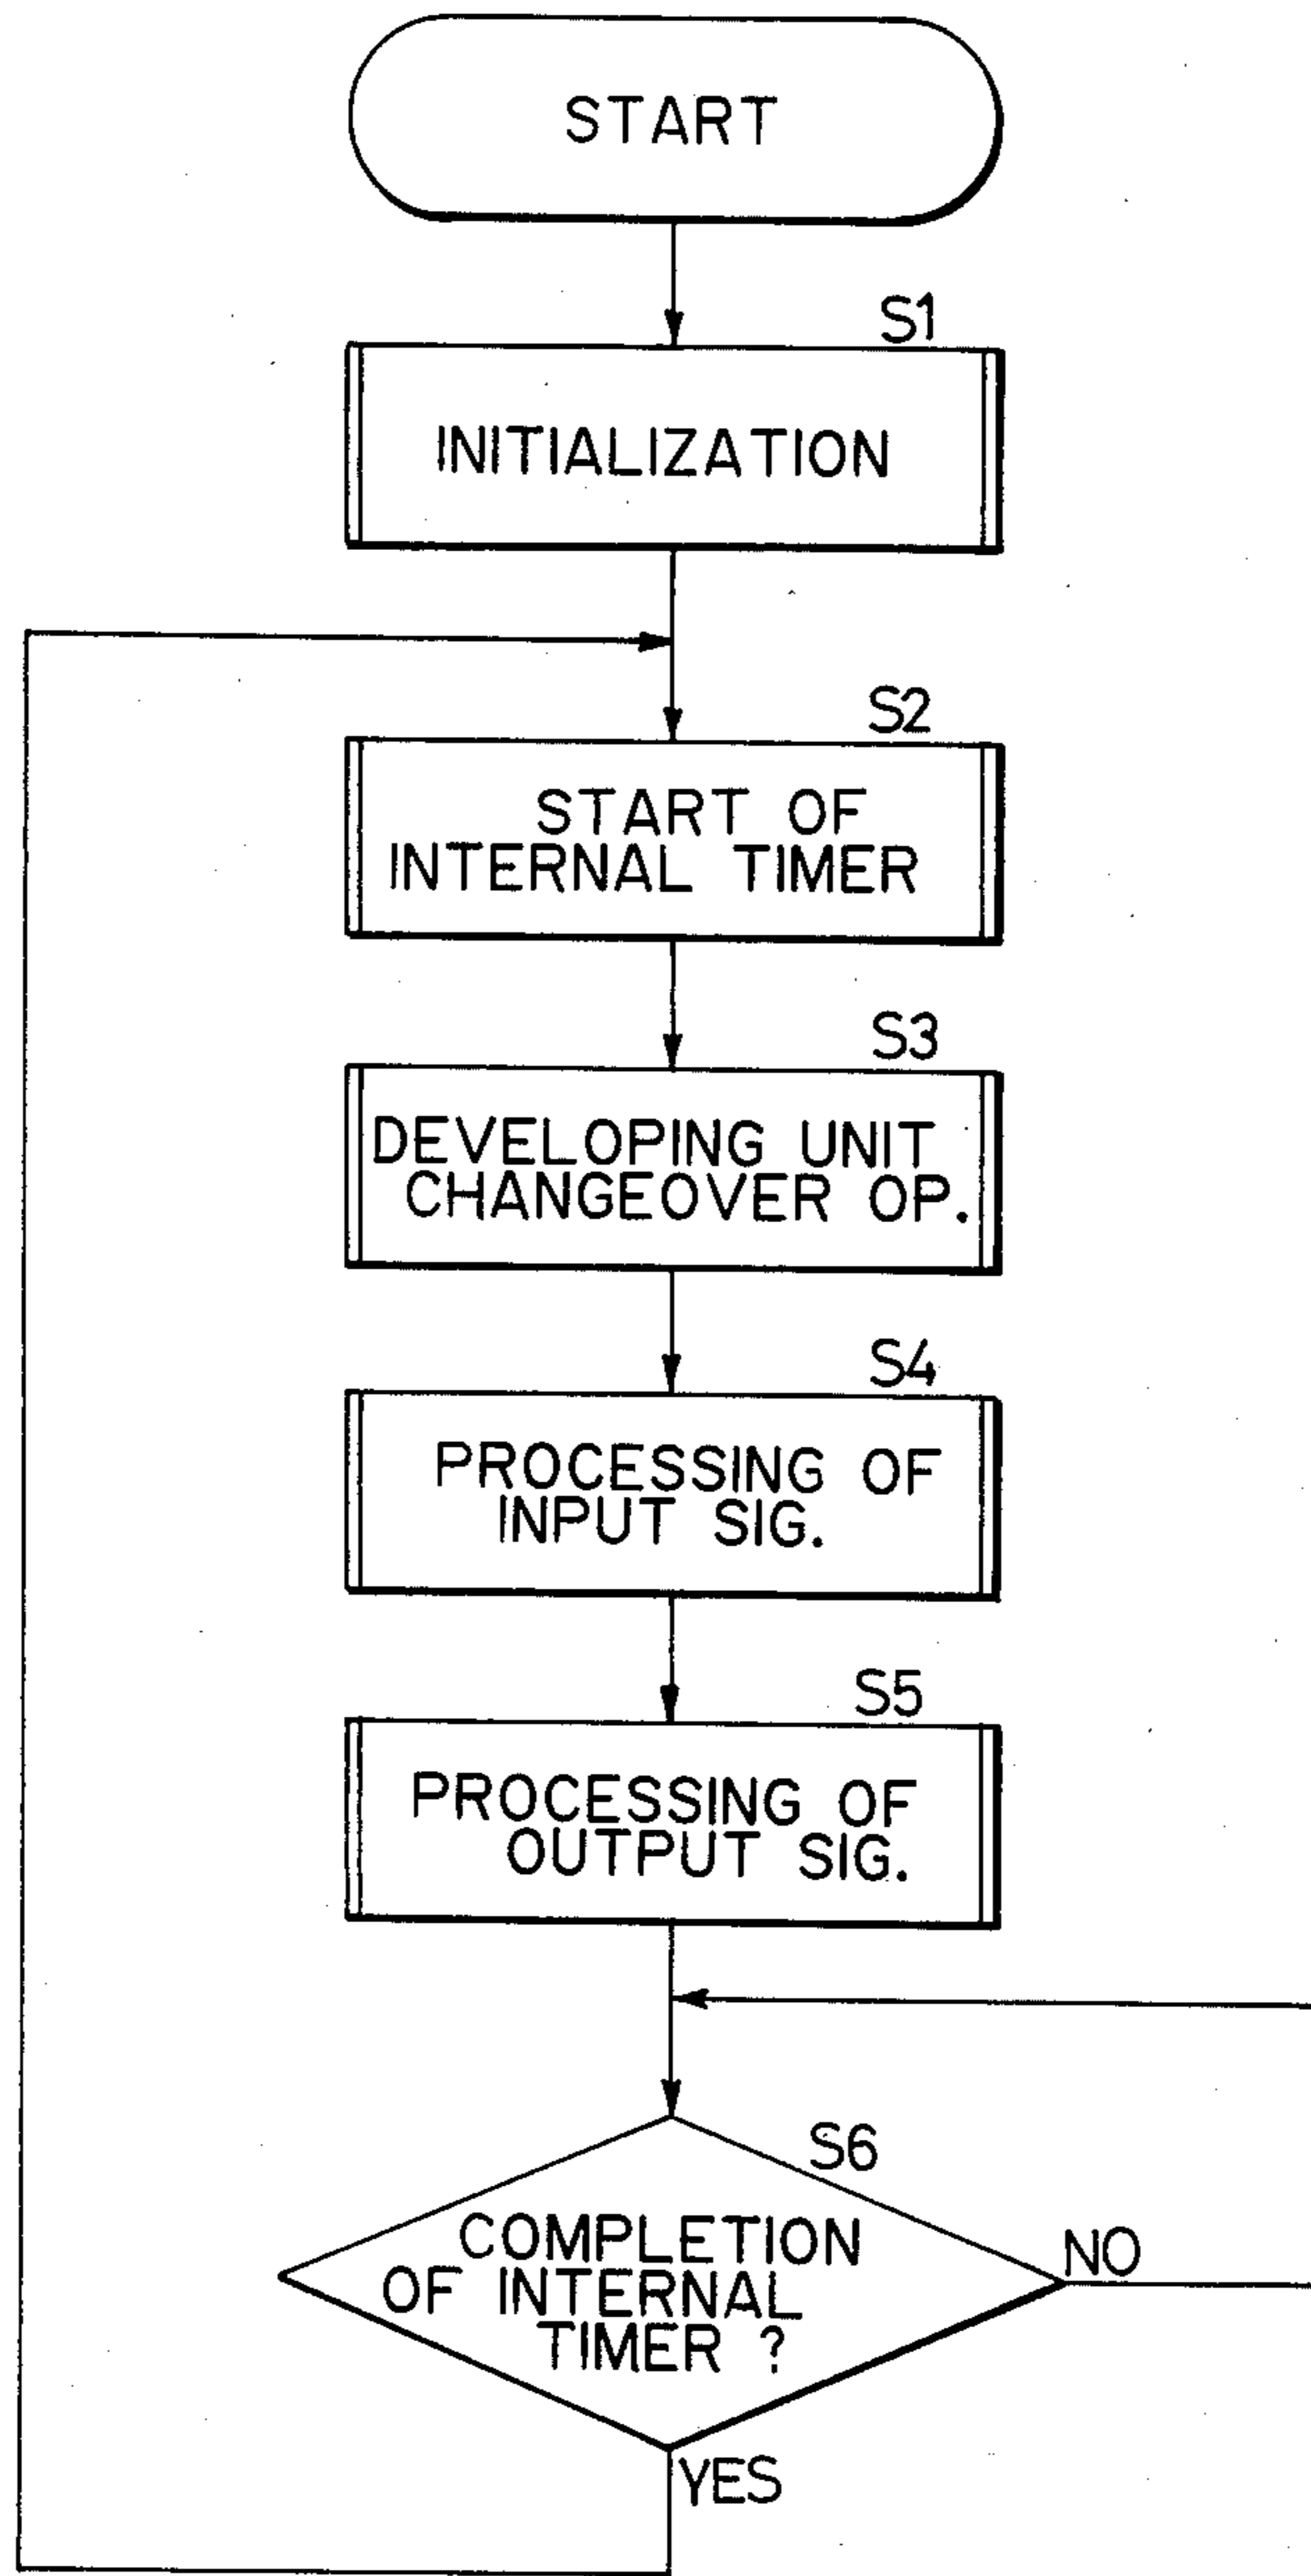 START
S1
INITIALIZATION
S2
START OF
INTERNAL TIMER
S3
DEVELOPING UNIT
CHANGEOVER OP.
S4
PROCESSING OF
INPUT SIG.
S5
PROCESSING OF
OUTPUT SIG.
S6
COMPLETION
OF INTERNAL
TIMER ?
NO
YES